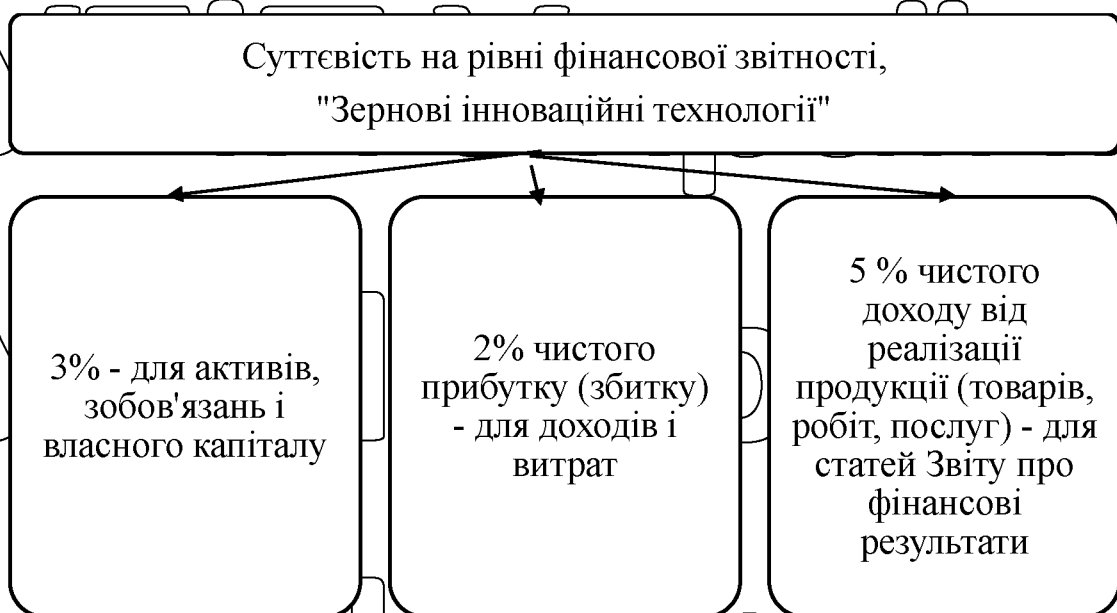 Суттєвість на рівні фінансової звітності,
"Зернові інноваційні технології"
3% - для активів,
зобов'язань і
власного капіталу
2% чистого
прибутку (збитку)
- для доходів і
витрат
5 % чистого
доходу від
реалізації
продукції (товарів,
робіт, послуг) - для
статей Звіту про
фінансові
результати